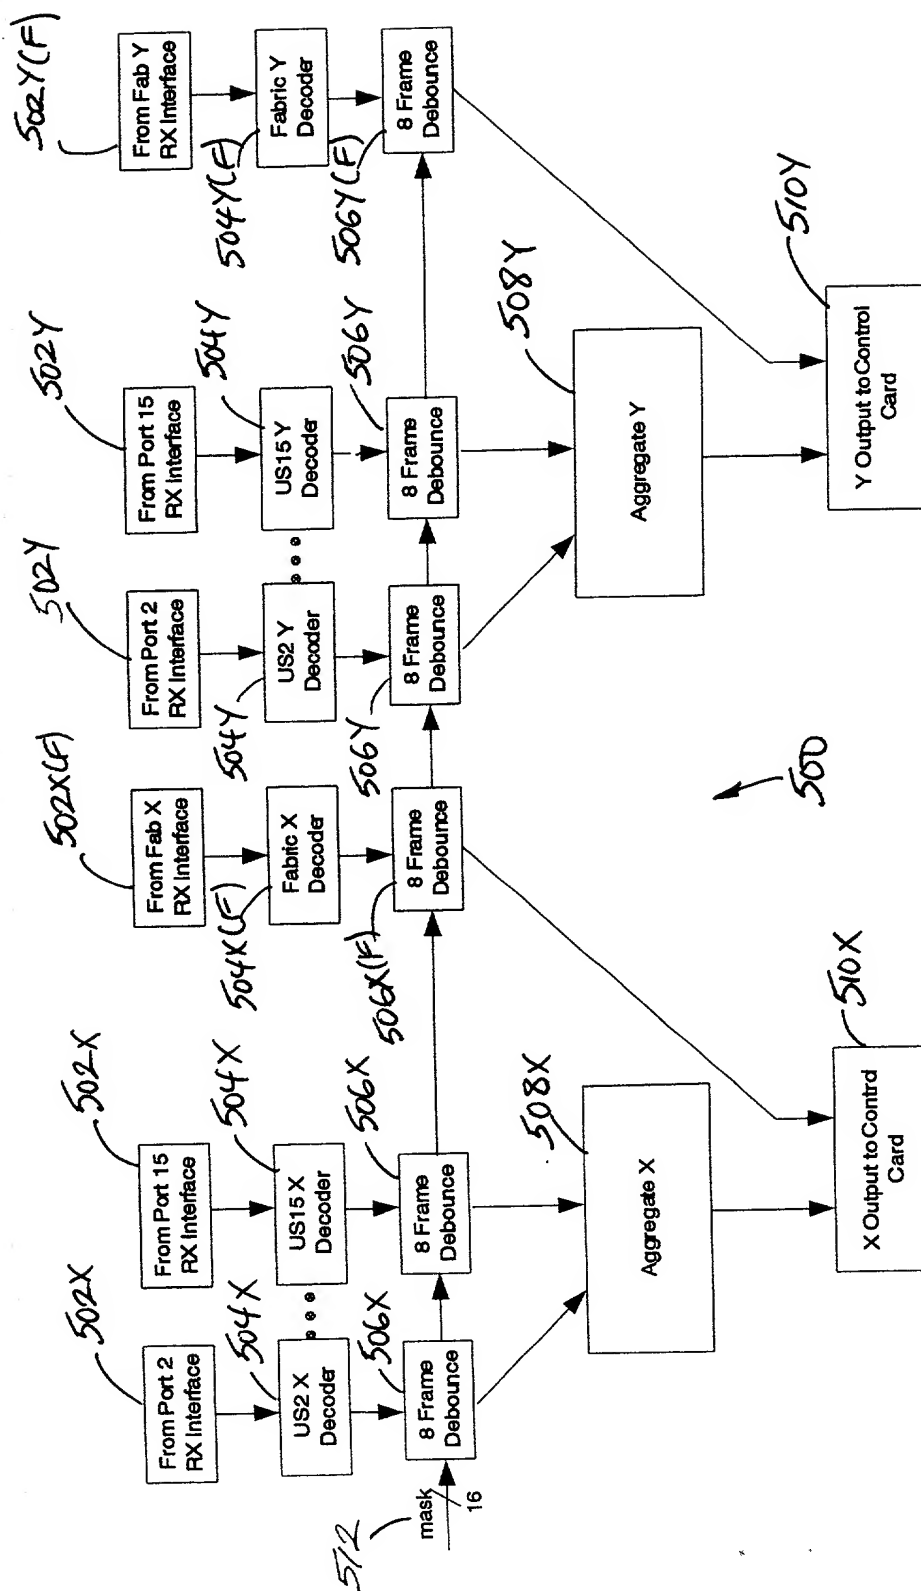 502X
502X
502X(F)
502Y
502Y
502Y(F)
From Port 2
RX Interface
From Port 15
RX Interface
From Fab X
RX Interface
From Port 2
RX Interface
From Port 15
RX Interface
From Fab Y
RX Interface
504X
504X
504X(F)
504Y
504Y
504Y(F)
US2 X
Decoder
US15 X
Decoder
Fabric X
Decoder
US2 Y
Decoder
US15 Y
Decoder
Fabric Y
Decoder
506X
506X
506X(F)
506Y
506Y
506Y(F)
512
mask
16
8 Frame
Debounce
8 Frame
Debounce
8 Frame
Debounce
8 Frame
Debounce
8 Frame
Debounce
8 Frame
Debounce
508X
508Y
Aggregate X
Aggregate Y
500
510X
510Y
X Output to Contrd
Card
Y Output to Control
Card